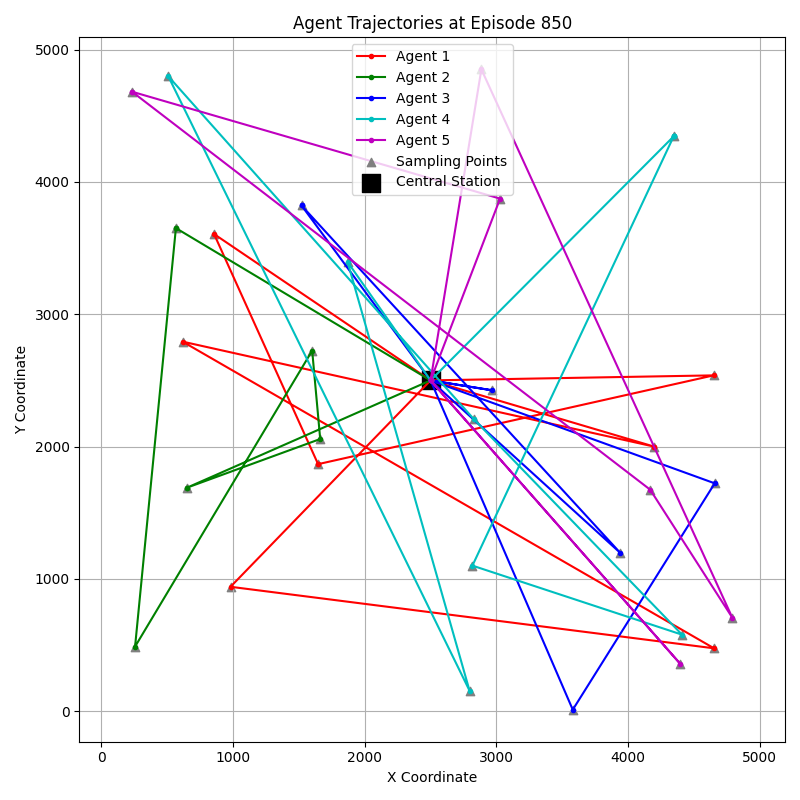 Agent Trajectories at Episode 850
Agent 1
Agent 2
Agent 3
Agent 4
Agent 5
Sampling Points
Central Station
Y Coordinate
5000
4000
3000
2000
1000
0
0 1000 2000 3000 4000 5000
X Coordinate